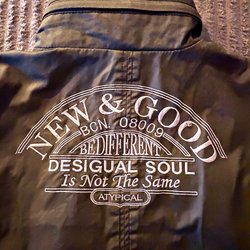 NEW & GOOD
BCN. 08009
BE DIFFERENT
DESIGUAL SOUL
Is Not The Same
ATYPICAL